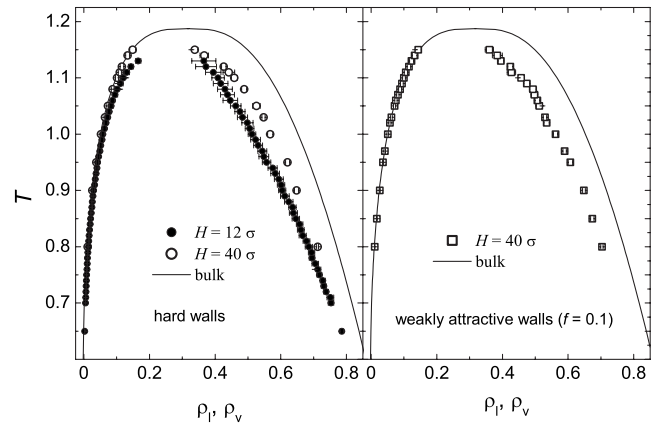 1.2
1.1
1.0
0.9
0.8
0.7
T
H = 12 σ
H = 40 σ
bulk
hard walls
0 0.2 0.4 0.6 0.8
ρl, ρv
H = 40 σ
bulk
weakly attractive walls (f = 0.1)
0 0.2 0.4 0.6 0.8
ρl, ρv